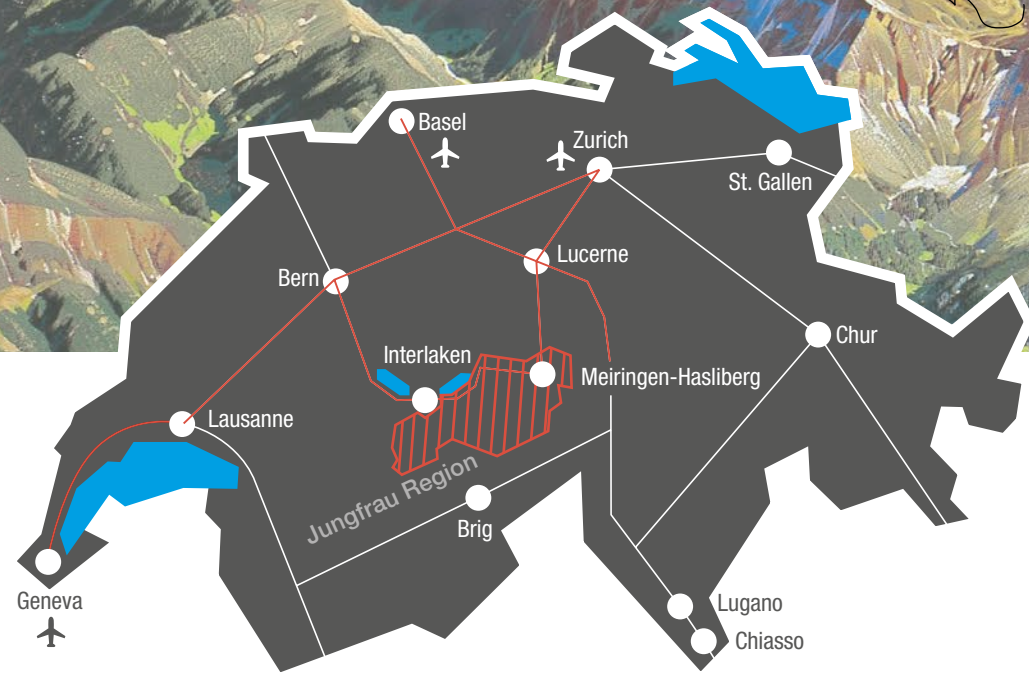 Basel
Zurich
St. Gallen
Lucerne
Bern
Chur
Interlaken
Meiringen-Hasliberg
Lausanne
Jungfrau Region
Brig
Geneva
Lugano
Chiasso